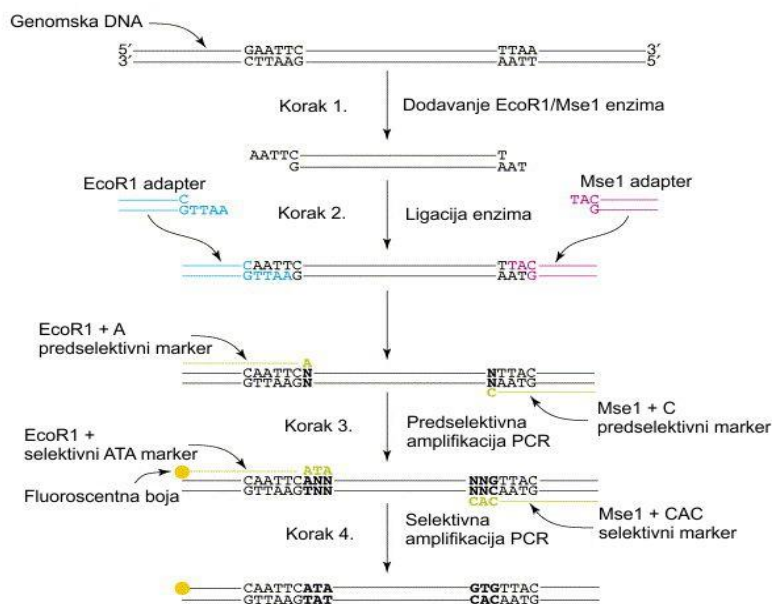 Genomska DNA
5′ GAATTC TTAA 3′
3′ CTTAAG AATT 5′
Korak 1.
Dodavanje EcoR1/Mse1 enzima
AATTC T
G AAT
EcoR1 adapter
C
GTTAA
Korak 2.
Ligacija enzima
Mse1 adapter
TAC
G
CAATTC TTAC
GTTAAG AATG
EcoR1 + A
predselektivni marker
A
CAATTCN NTTAC
GTTAAGN NAATG
C
Mse1 + C
predselektivni marker
Korak 3.
Predselektivna
amplifikacija PCR
EcoR1 +
selektivni ATA marker
Fluoroscentna boja
ATA
CAATTCANN NNGTTAC
GTTAAGTNN NNCAATG
CAC
Mse1 + CAC
selektivni marker
Korak 4.
Selektivna
amplifikacija PCR
CAATTCATA GTGTTAC
GTTAAGTAT CACAATG